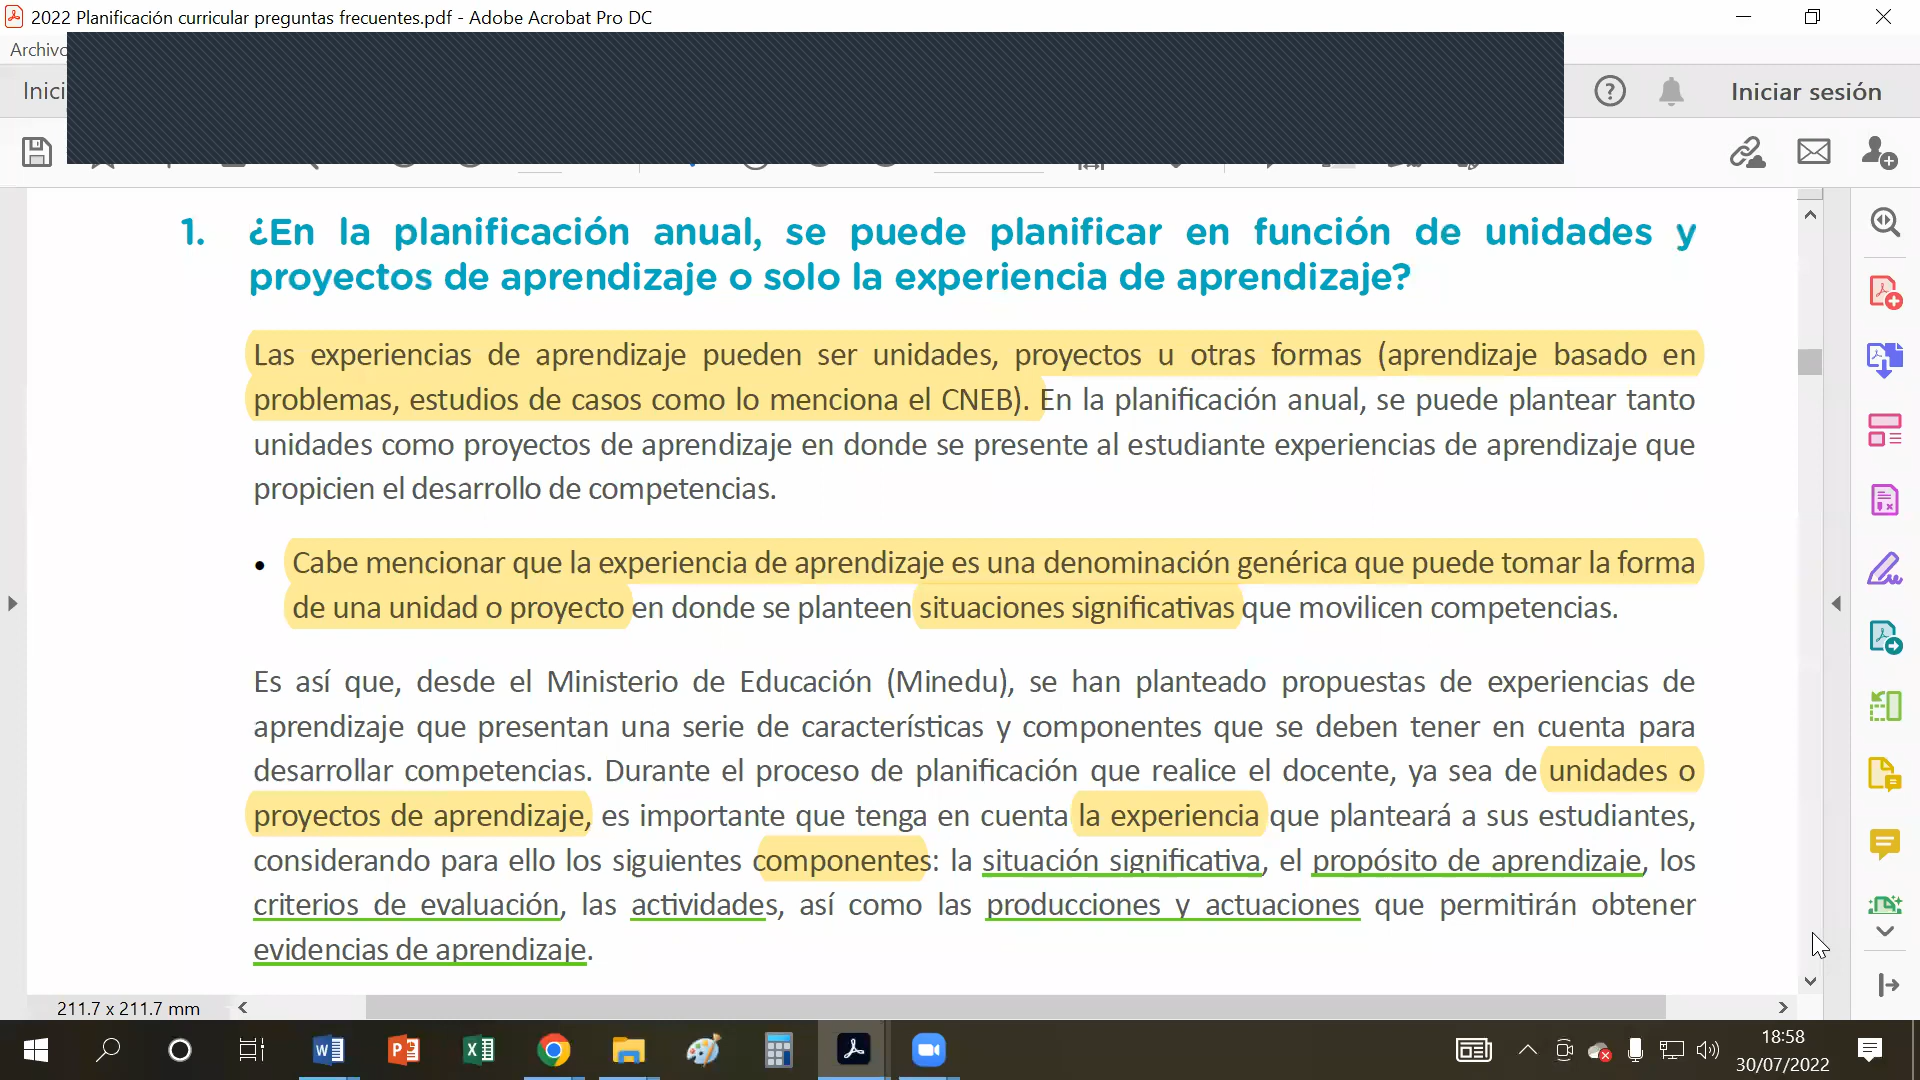 2022 Planificación curricular preguntas frecuentes.pdf - Adobe Acrobat Pro DC
Archivo
Inici
Iniciar sesión
1. ¿En la planificación anual, se puede planificar en función de unidades y
proyectos de aprendizaje o solo la experiencia de aprendizaje?
Las experiencias de aprendizaje pueden ser unidades, proyectos u otras formas (aprendizaje basado en
problemas, estudios de casos como lo menciona el CNEB). En la planificación anual, se puede plantear tanto
unidades como proyectos de aprendizaje en donde se presente al estudiante experiencias de aprendizaje que
propicien el desarrollo de competencias.
• Cabe mencionar que la experiencia de aprendizaje es una denominación genérica que puede tomar la forma
de una unidad o proyecto en donde se planteen situaciones significativas que movilicen competencias.
Es así que, desde el Ministerio de Educación (Minedu), se han planteado propuestas de experiencias de
aprendizaje que presentan una serie de características y componentes que se deben tener en cuenta para
desarrollar competencias. Durante el proceso de planificación que realice el docente, ya sea de unidades o
proyectos de aprendizaje, es importante que tenga en cuenta la experiencia que planteará a sus estudiantes,
considerando para ello los siguientes componentes: la situación significativa, el propósito de aprendizaje, los
criterios de evaluación, las actividades, así como las producciones y actuaciones que permitirán obtener
evidencias de aprendizaje.
211.7 x 211.7 mm
18:58
30/07/2022